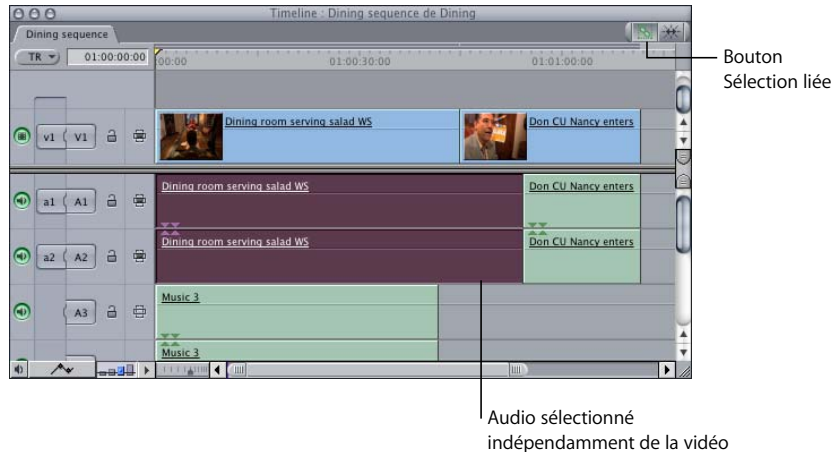 Timeline : Dining sequence de Dining
Dining sequence
TR 01:00:00:00 00:00 01:00:30:00 01:01:00:00
Bouton
Sélection liée
v1 V1 Dining room serving salad WS Don CU Nancy enters
a1 A1 Dining room serving salad WS Don CU Nancy enters
a2 A2 Dining room serving salad WS Don CU Nancy enters
A3 Music 3
Music 3
Audio sélectionné
indépendamment de la vidéo